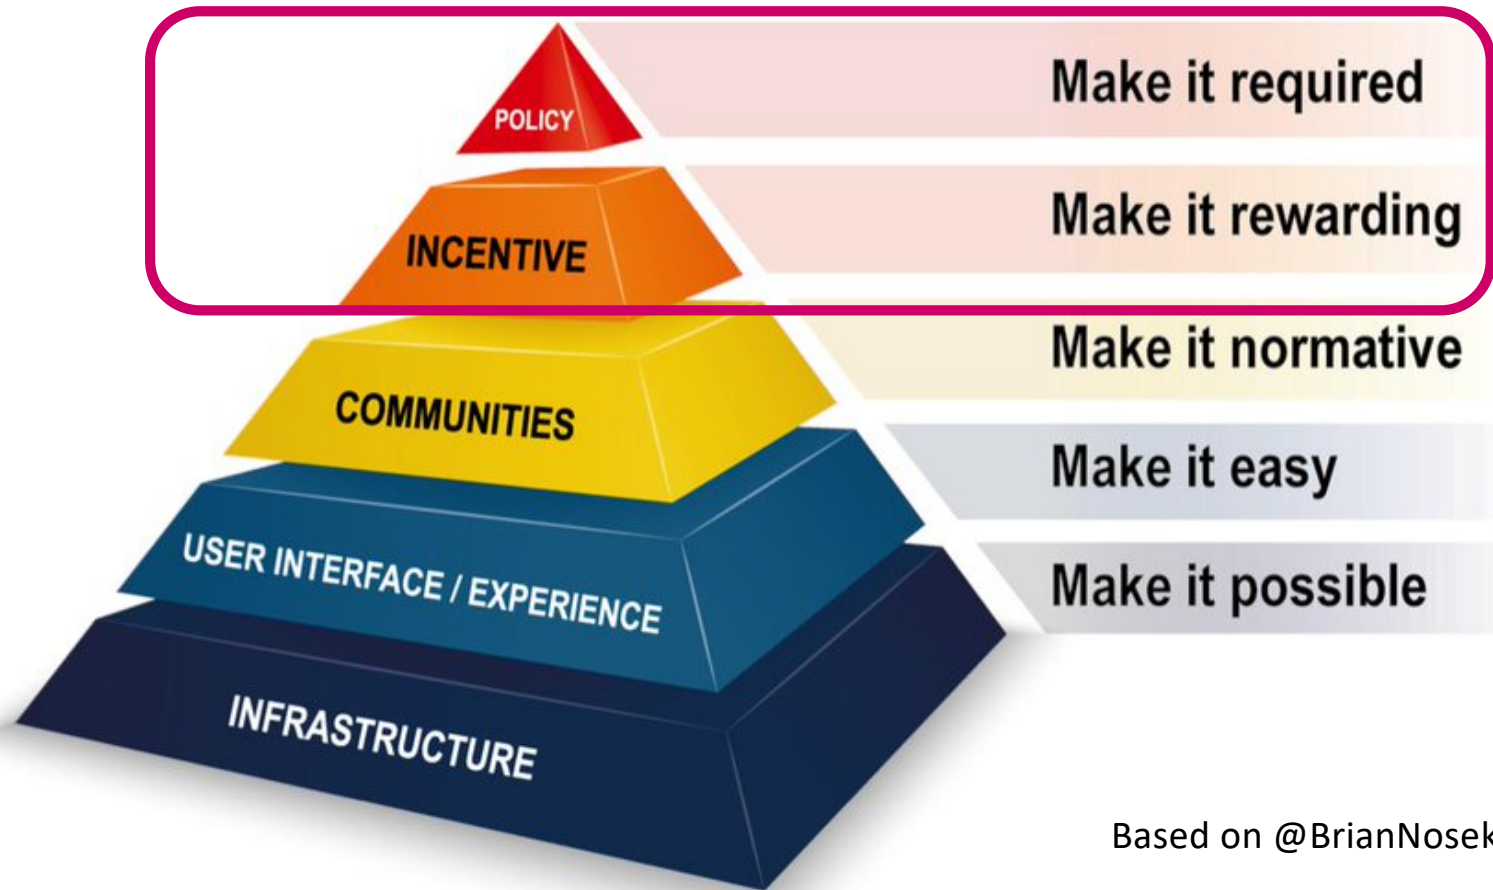 POLICY
Make it required
INCENTIVE
Make it rewarding
COMMUNITIES
Make it normative
USER INTERFACE / EXPERIENCE
Make it easy
INFRASTRUCTURE
Make it possible
Based on @BrianNosek